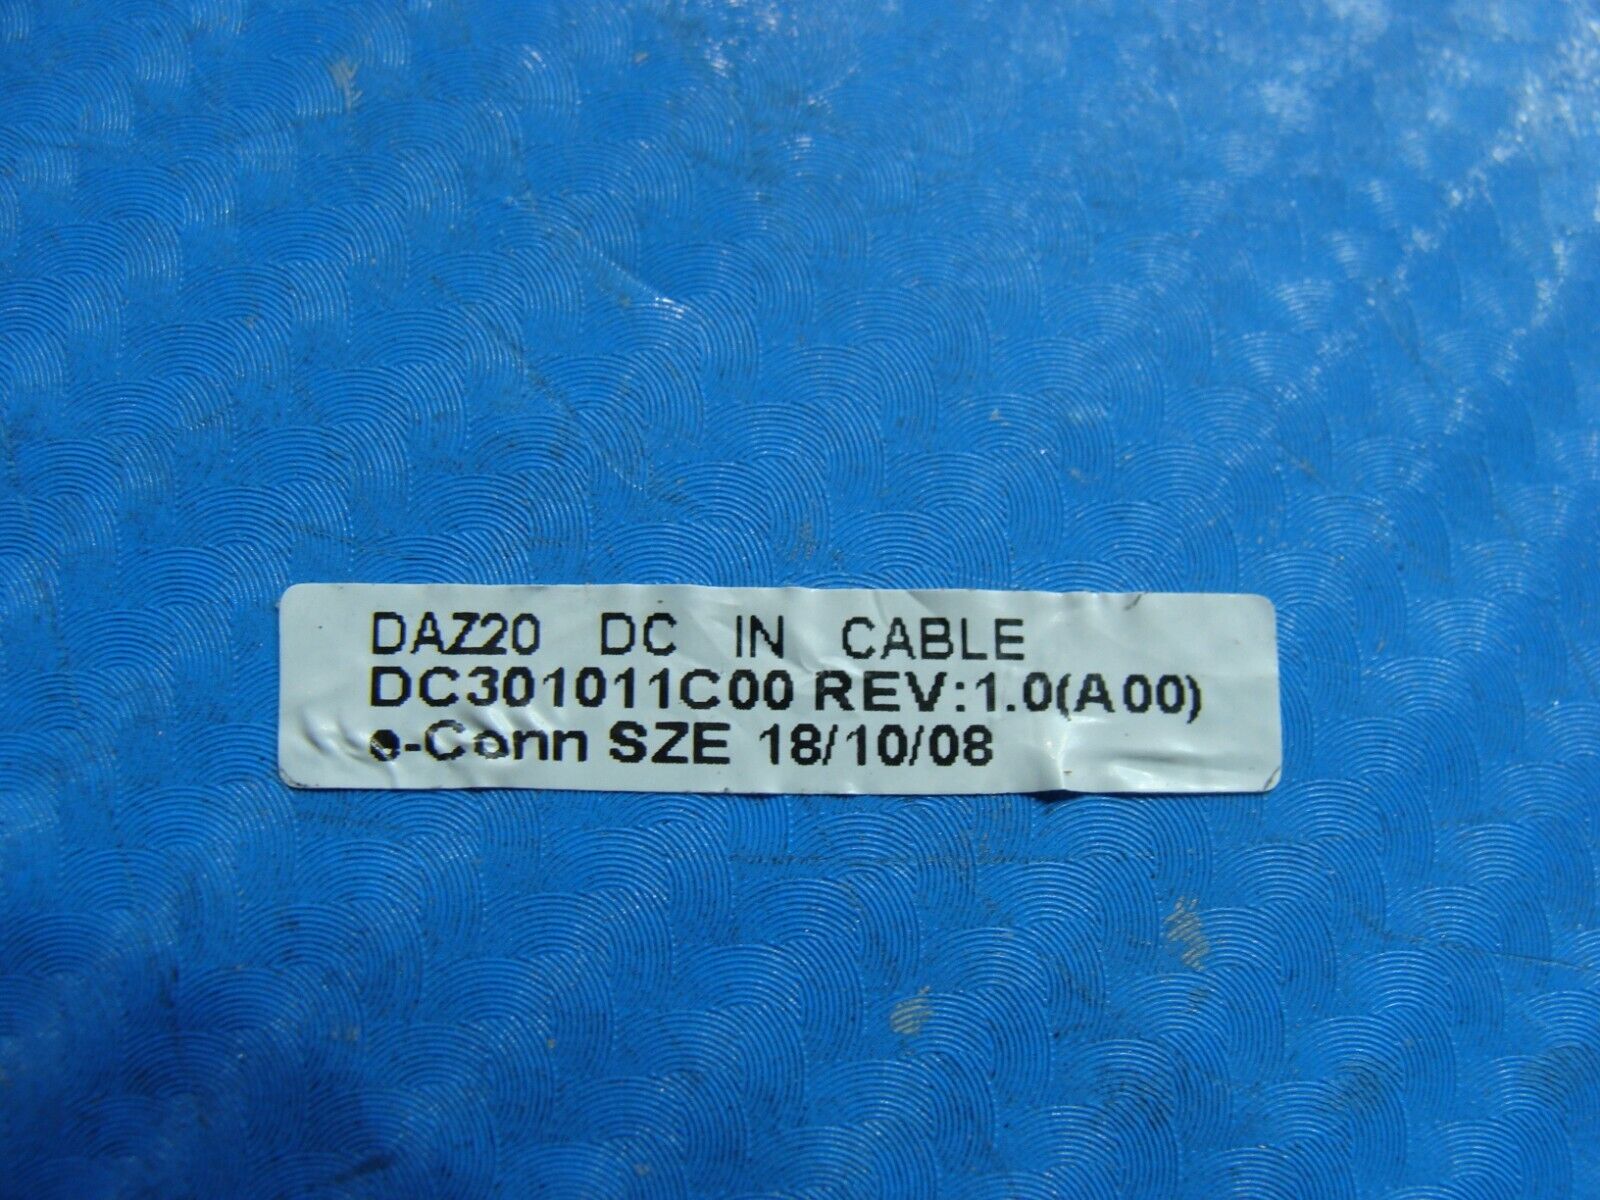 DAZ20 DC IN CABLE
DC301011C00 REV:1.0(A00)
e-Conn SZE 18/10/08